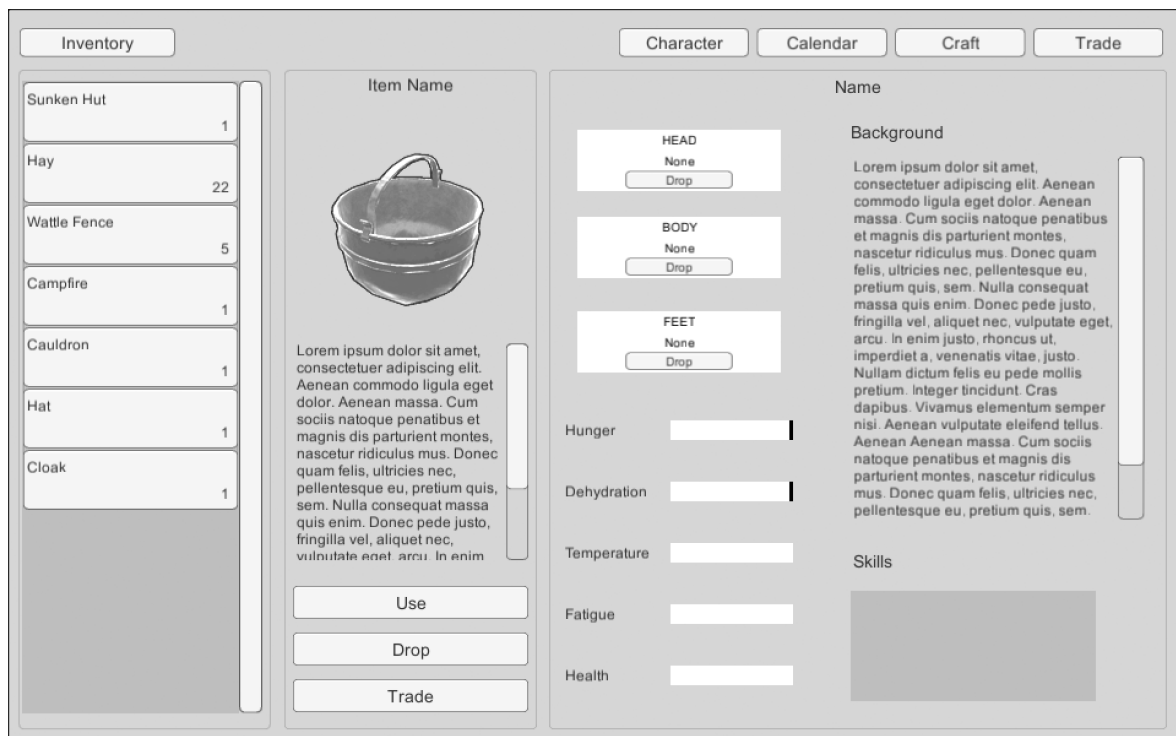 Inventory
Character
Calendar
Craft
Trade
Sunken Hut
1
Hay
22
Wattle Fence
5
Campfire
1
Cauldron
1
Hat
1
Cloak
1
Item Name
Lorem ipsum dolor sit amet,
consectetuer adipiscing elit.
Aenean commodo ligula eget
dolor. Aenean massa. Cum
sociis natoque penatibus et
magnis dis parturient montes,
nascetur ridiculus mus. Donec
quam felis, ultricies nec,
pellentesque eu, pretium quis,
sem. Nulla consequat massa
quis enim. Donec pede justo,
fringilla vel, aliquet nec,
vulputate eget, arcu. In enim
Use
Drop
Trade
Name
HEAD
None
Drop
BODY
None
Drop
FEET
None
Drop
Hunger
Dehydration
Temperature
Fatigue
Health
Background
Lorem ipsum dolor sit amet,
consectetuer adipiscing elit. Aenean
commodo ligula eget dolor. Aenean
massa. Cum sociis natoque penatibus
et magnis dis parturient montes,
nascetur ridiculus mus. Donec quam
felis, ultricies nec, pellentesque eu,
pretium quis, sem. Nulla consequat
massa quis enim. Donec pede justo,
fringilla vel, aliquet nec, vulputate eget,
arcu. In enim justo, rhoncus ut,
imperdiet a, venenatis vitae, justo.
Nullam dictum felis eu pede mollis
pretium. Integer tincidunt. Cras
dapibus. Vivamus elementum semper
nisi. Aenean vulputate eleifend tellus.
Aenean Aenean massa. Cum sociis
natoque penatibus et magnis dis
parturient montes, nascetur ridiculus
mus. Donec quam felis, ultricies nec,
pellentesque eu, pretium quis, sem.
Skills